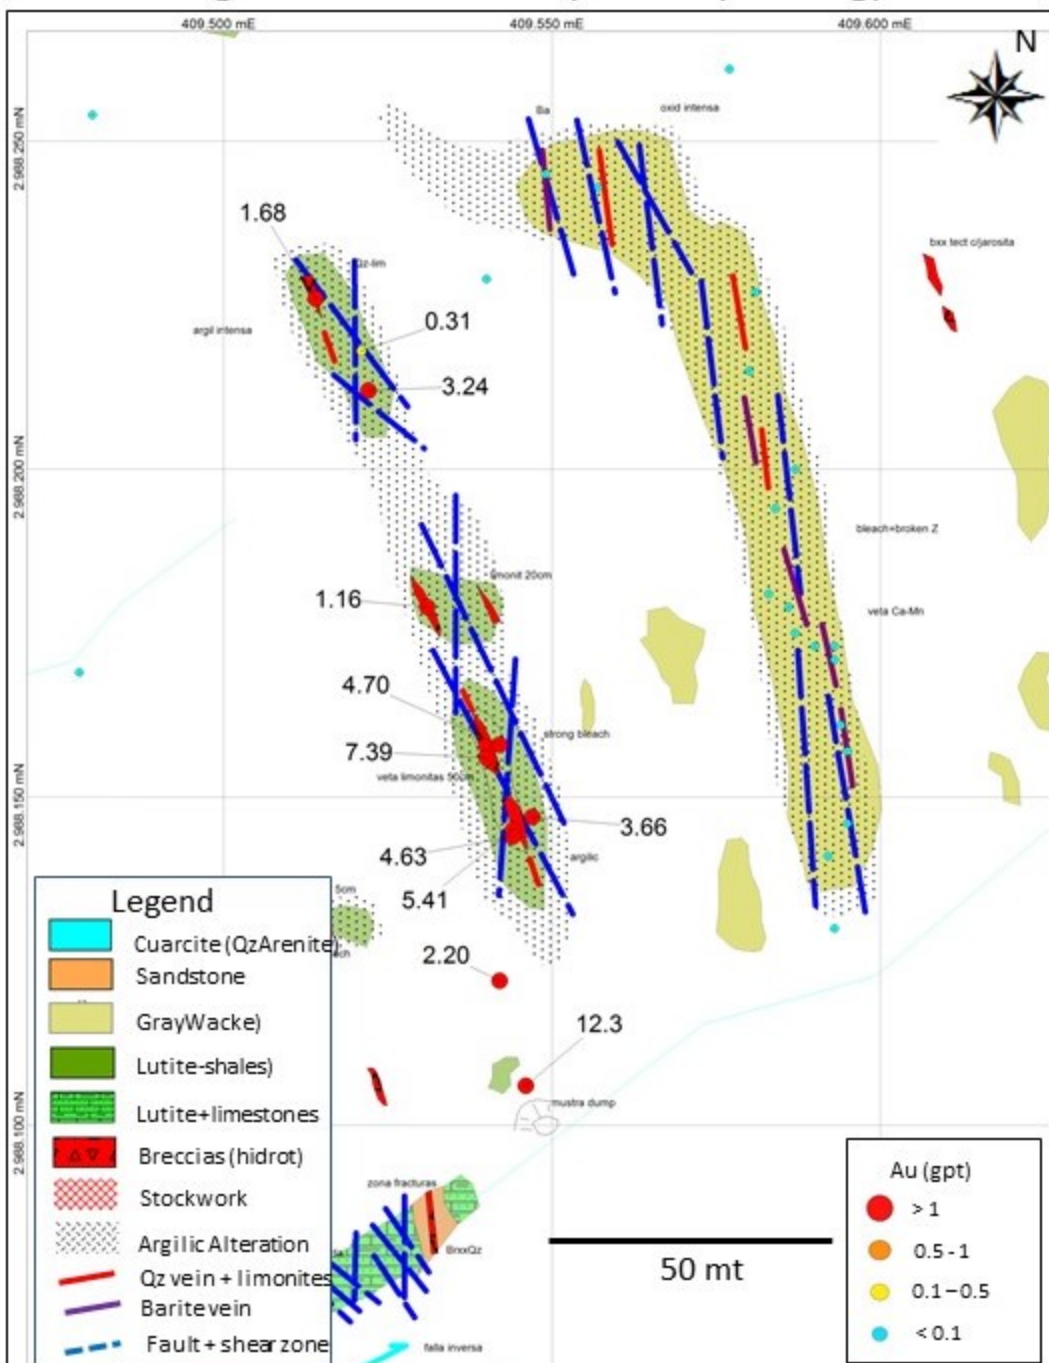 409.500 mE
409.550 mE
409.600 mE
N
2.988.250 mN
2.988.200 mN
2.988.150 mN
2.988.100 mN
Ba
oxid intensa
1.68
bxx tect c/jarosita
Qz-lim
0.31
argil intensa
3.24
bleach+broken Z
limonit 20cm
1.16
veta Ca-Mn
4.70
strong bleach
7.39
veta limonitas 50cm
3.66
4.63
argilic
5.41
5cm
2.20
12.3
mustra dump
zona fracturas
BrxxQz
falla inversa
50 mt
Legend
Cuarcite (QzArenite)
Sandstone
GrayWacke)
Lutite-shales)
Lutite+limestones
Breccias (hidrot)
Stockwork
Argilic Alteration
Qz vein + limonites
Barite vein
Fault + shear zone
Au (gpt)
> 1
0.5 - 1
0.1 – 0.5
< 0.1